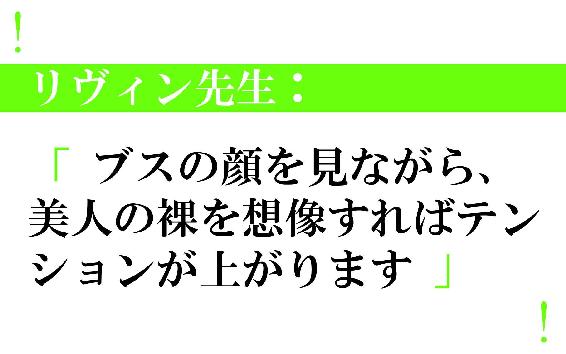 !
リヴィン先生：
「 ブスの顔を見ながら、
美人の裸を想像すればテン
ションが上がります 」
!